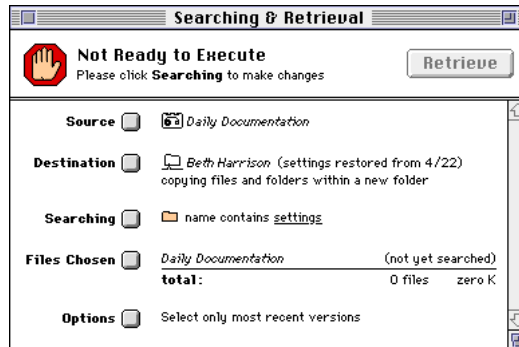 Searching & Retrieval
Not Ready to Execute
Please click Searching to make changes
Retrieve
Source Daily Documentation
Destination Beth Harrison (settings restored from 4/22)
copying files and folders within a new folder
Searching name contains settings
Files Chosen Daily Documentation (not yet searched)
total: 0 files zero K
Options Select only most recent versions